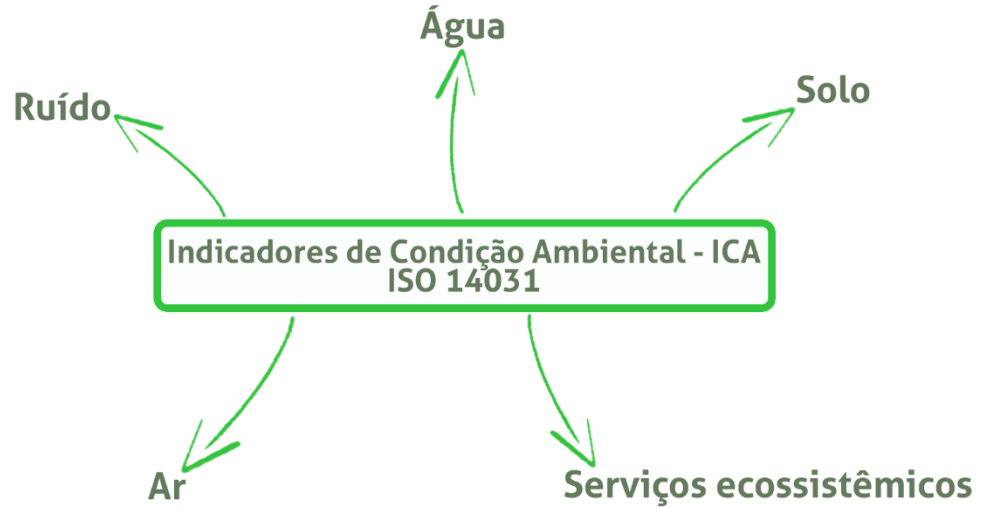 Água
Solo
Ruído
Indicadores de Condição Ambiental - ICA
ISO 14031
Ar
Serviços ecossistêmicos